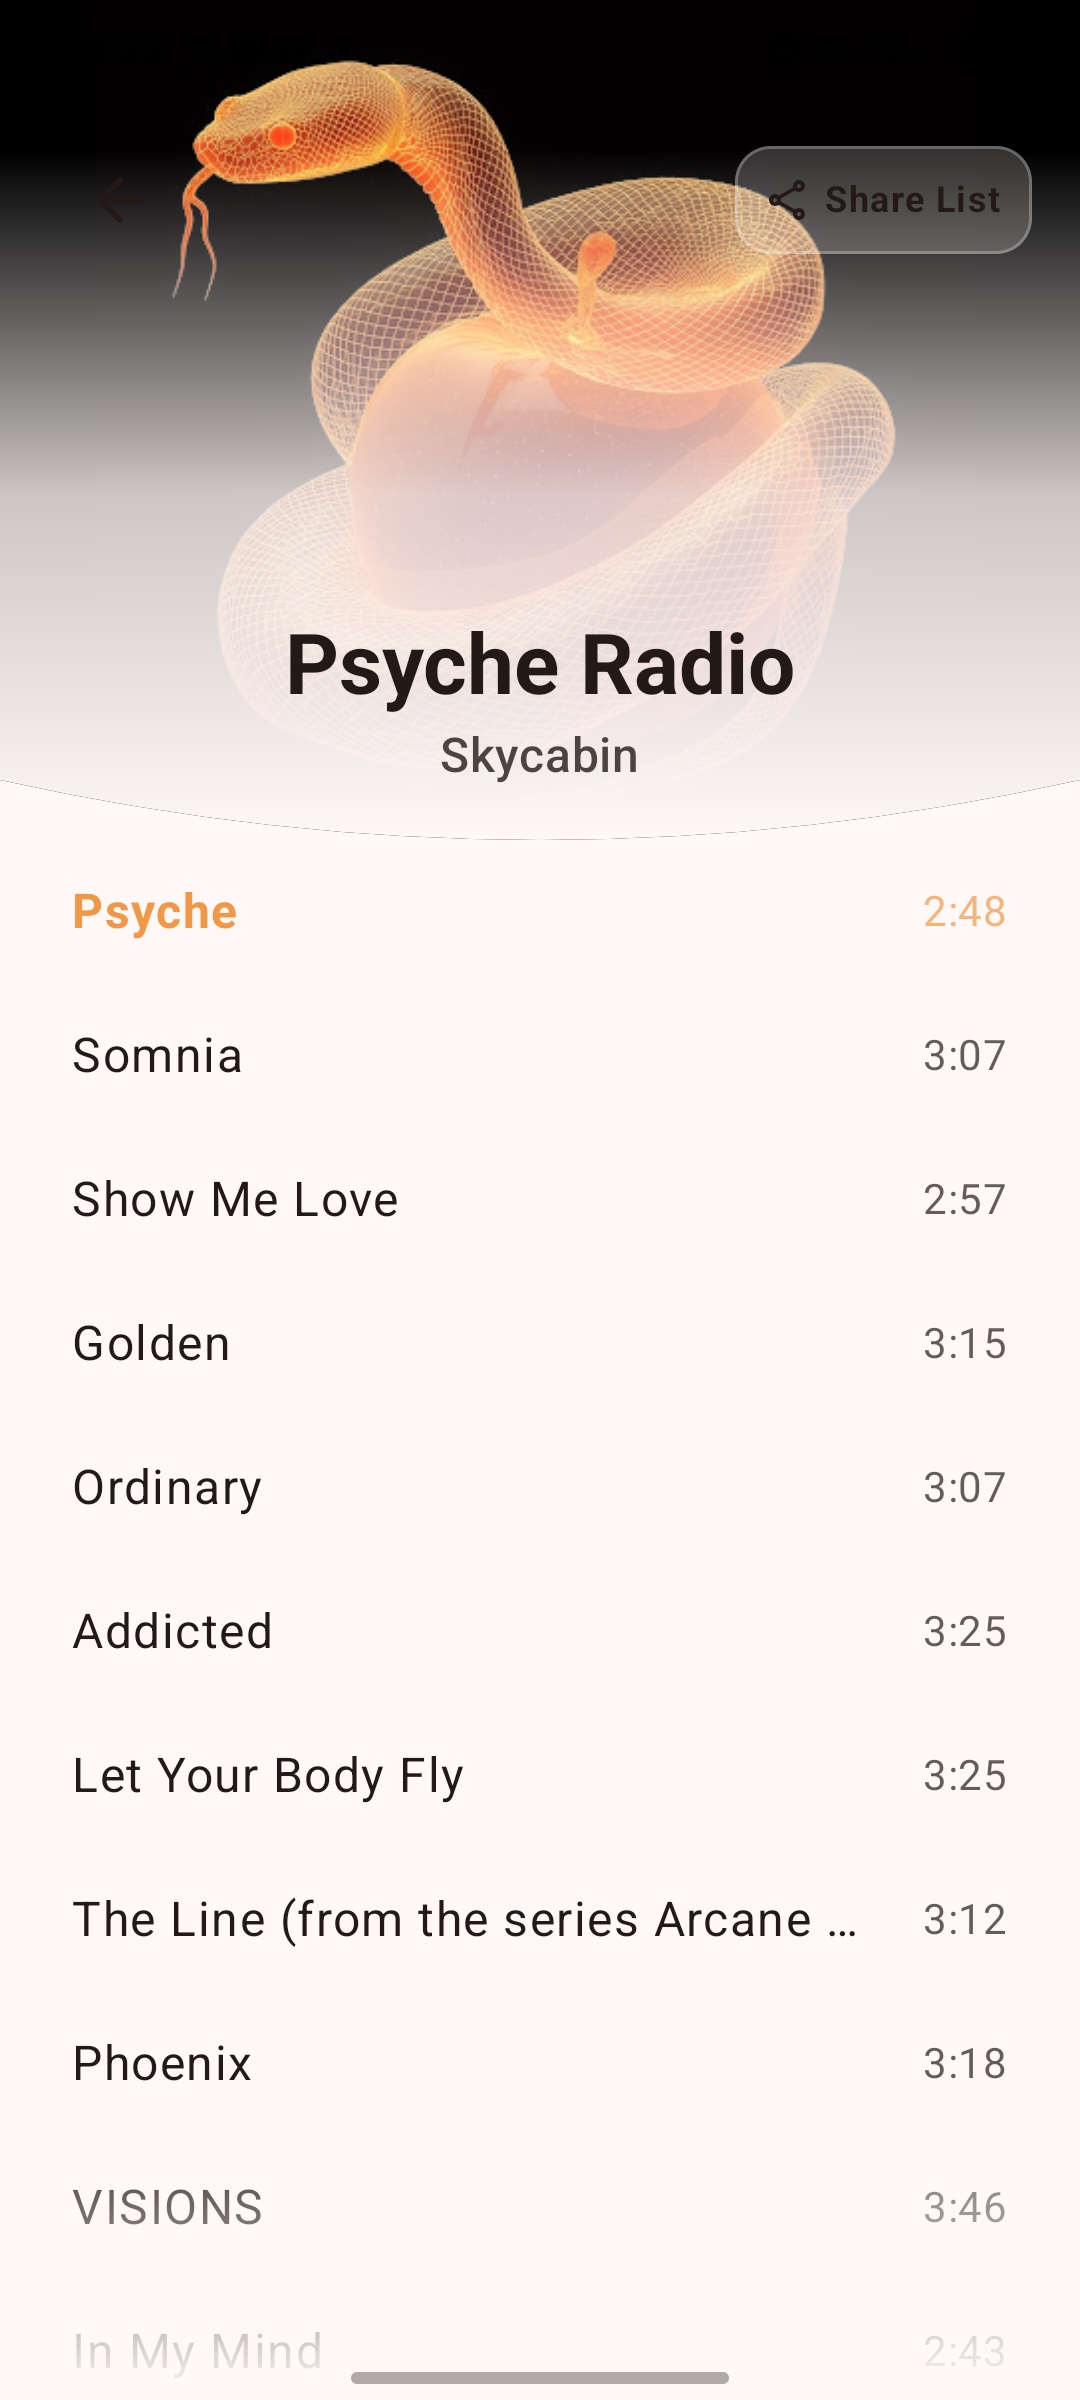 Share List
Psyche Radio
Skycabin
Psyche 2:48
Somnia 3:07
Show Me Love 2:57
Golden 3:15
Ordinary 3:07
Addicted 3:25
Let Your Body Fly 3:25
The Line (from the series Arcane … 3:12
Phoenix 3:18
VISIONS 3:46
In My Mind 2:43